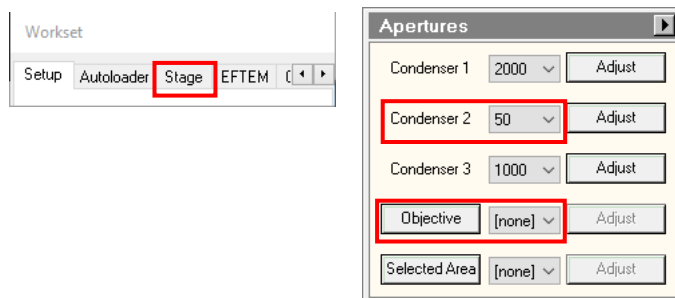 Workset
Setup Autoloader Stage EFTEM
Apertures
Condenser 1 2000 Adjust
Condenser 2 50 Adjust
Condenser 3 1000 Adjust
Objective [none] Adjust
Selected Area [none] Adjust